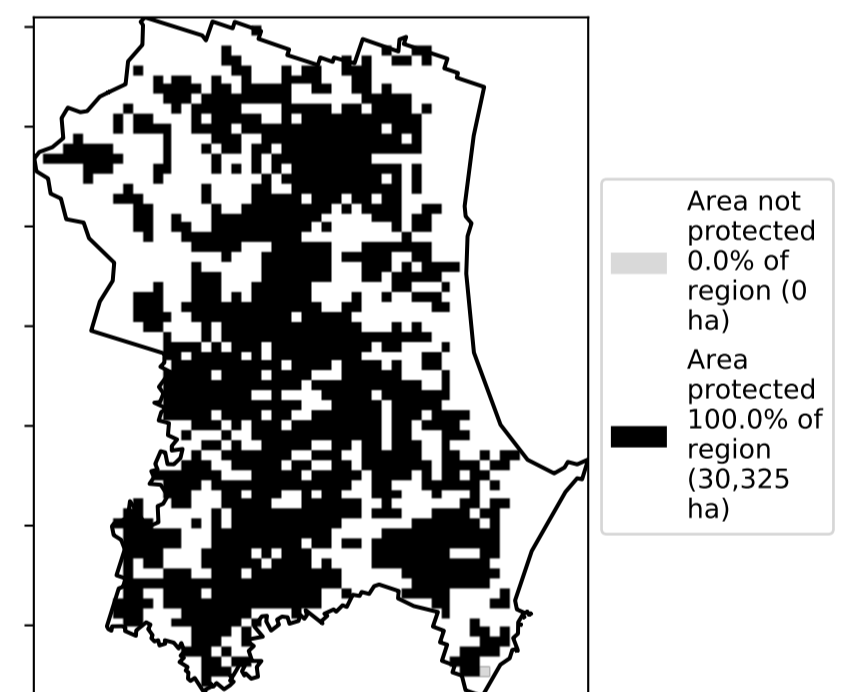 Area not
protected
0.0% of
region (0
ha)
Area
protected
100.0% of
region
(30,325
ha)